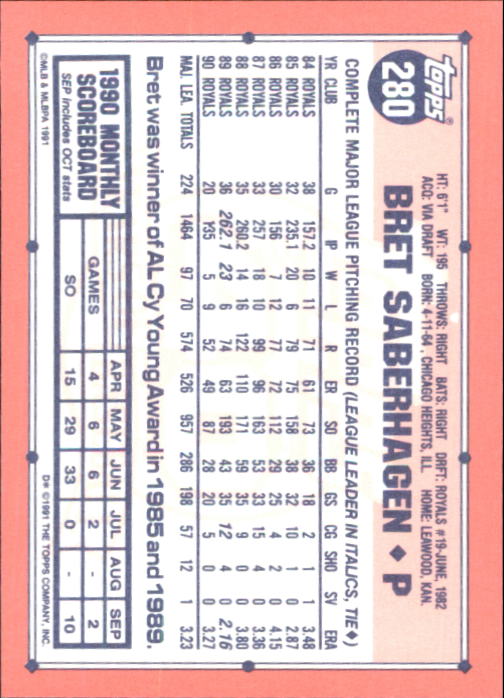 topps®
280
HT: 6'1" WT: 195 THROWS: RIGHT BATS: RIGHT DRFT: ROYALS #19-JUNE, 1982
ACQ: VIA DRAFT BORN: 4-11-64, CHICAGO HEIGHTS, ILL. HOME: LEAWOOD, KAN.
BRET SABERHAGEN ♦ P
COMPLETE MAJOR LEAGUE PITCHING RECORD (LEAGUE LEADER IN ITALICS, TIE♦)
YR CLUB G IP W L R ER SO BB GS CG SHO SV ERA
84 ROYALS 38 157.2 10 11 71 61 73 36 18 2 1 1 3.48
85 ROYALS 32 235.1 20 6 79 75 158 38 32 10 1 0 2.87
86 ROYALS 30 156 7 12 77 72 112 29 25 4 2 0 4.15
87 ROYALS 33 257 18 10 99 96 163 53 33 15 4 0 3.36
88 ROYALS 35 260.2 14 16 122 110 171 59 35 9 0 0 3.80
89 ROYALS 36 262.1 23 6 74 63 193 43 35 12 4 0 2.16
90 ROYALS 20 135 5 9 52 49 87 28 20 5 0 0 3.27
MAJ. LEA. TOTALS 224 1464 97 70 574 526 957 286 198 57 12 1 3.23
Bret was winner of AL Cy Young Award in 1985 and 1989.
1990 MONTHLY
SCOREBOARD
SEP includes OCT stats
APR MAY JUN JUL AUG SEP
GAMES 4 6 6 2 - 2
SO 15 29 33 0 - 10
©MLB & MLBPA 1991
D* ©1991 THE TOPPS COMPANY, INC.